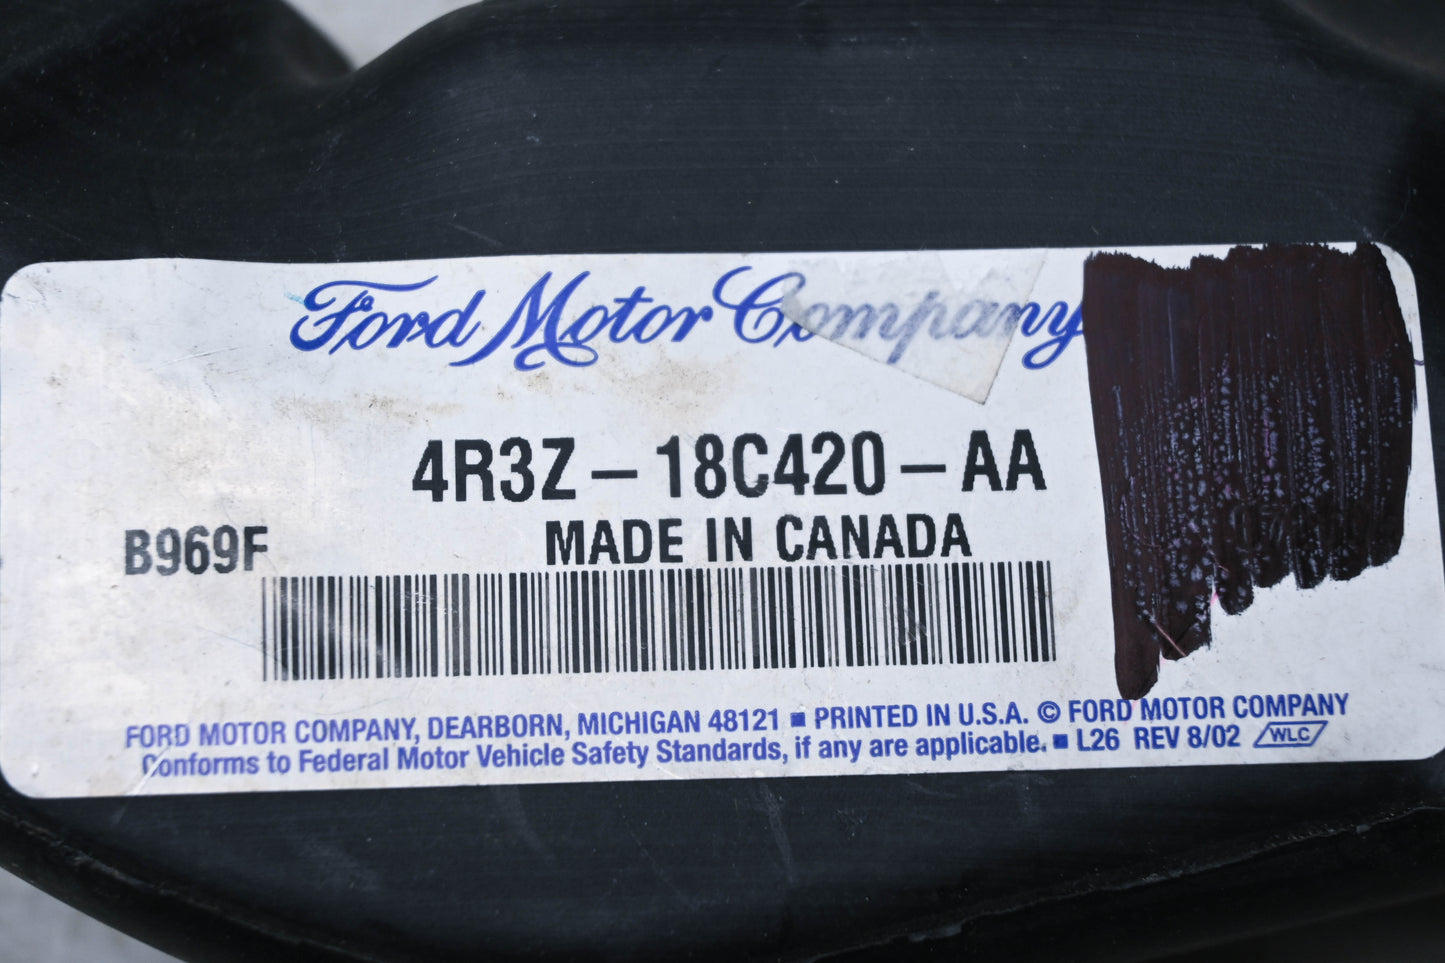 Ford Motor Company
4R3Z-18C420-AA
B969F MADE IN CANADA
FORD MOTOR COMPANY, DEARBORN, MICHIGAN 48121 ■ PRINTED IN U.S.A. © FORD MOTOR COMPANY
Conforms to Federal Motor Vehicle Safety Standards, if any are applicable. ■ L26 REV 8/02 WLC